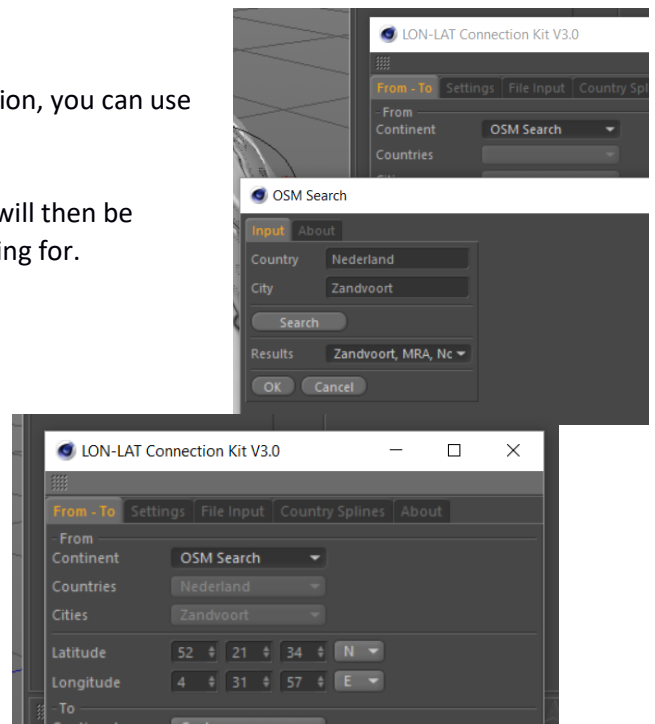 ion, you can use
will then be
ing for.
LON-LAT Connection Kit V3.0
From - To Settings File Input Country Spl
From
Continent OSM Search
Countries
OSM Search
Input About
Country Nederland
City Zandvoort
Search
Results Zandvoort, MRA, No
OK Cancel
LON-LAT Connection Kit V3.0
From - To Settings File Input Country Splines About
From
Continent OSM Search
Countries Nederland
Cities Zandvoort
Latitude 52 21 34 N
Longitude 4 31 57 E
To